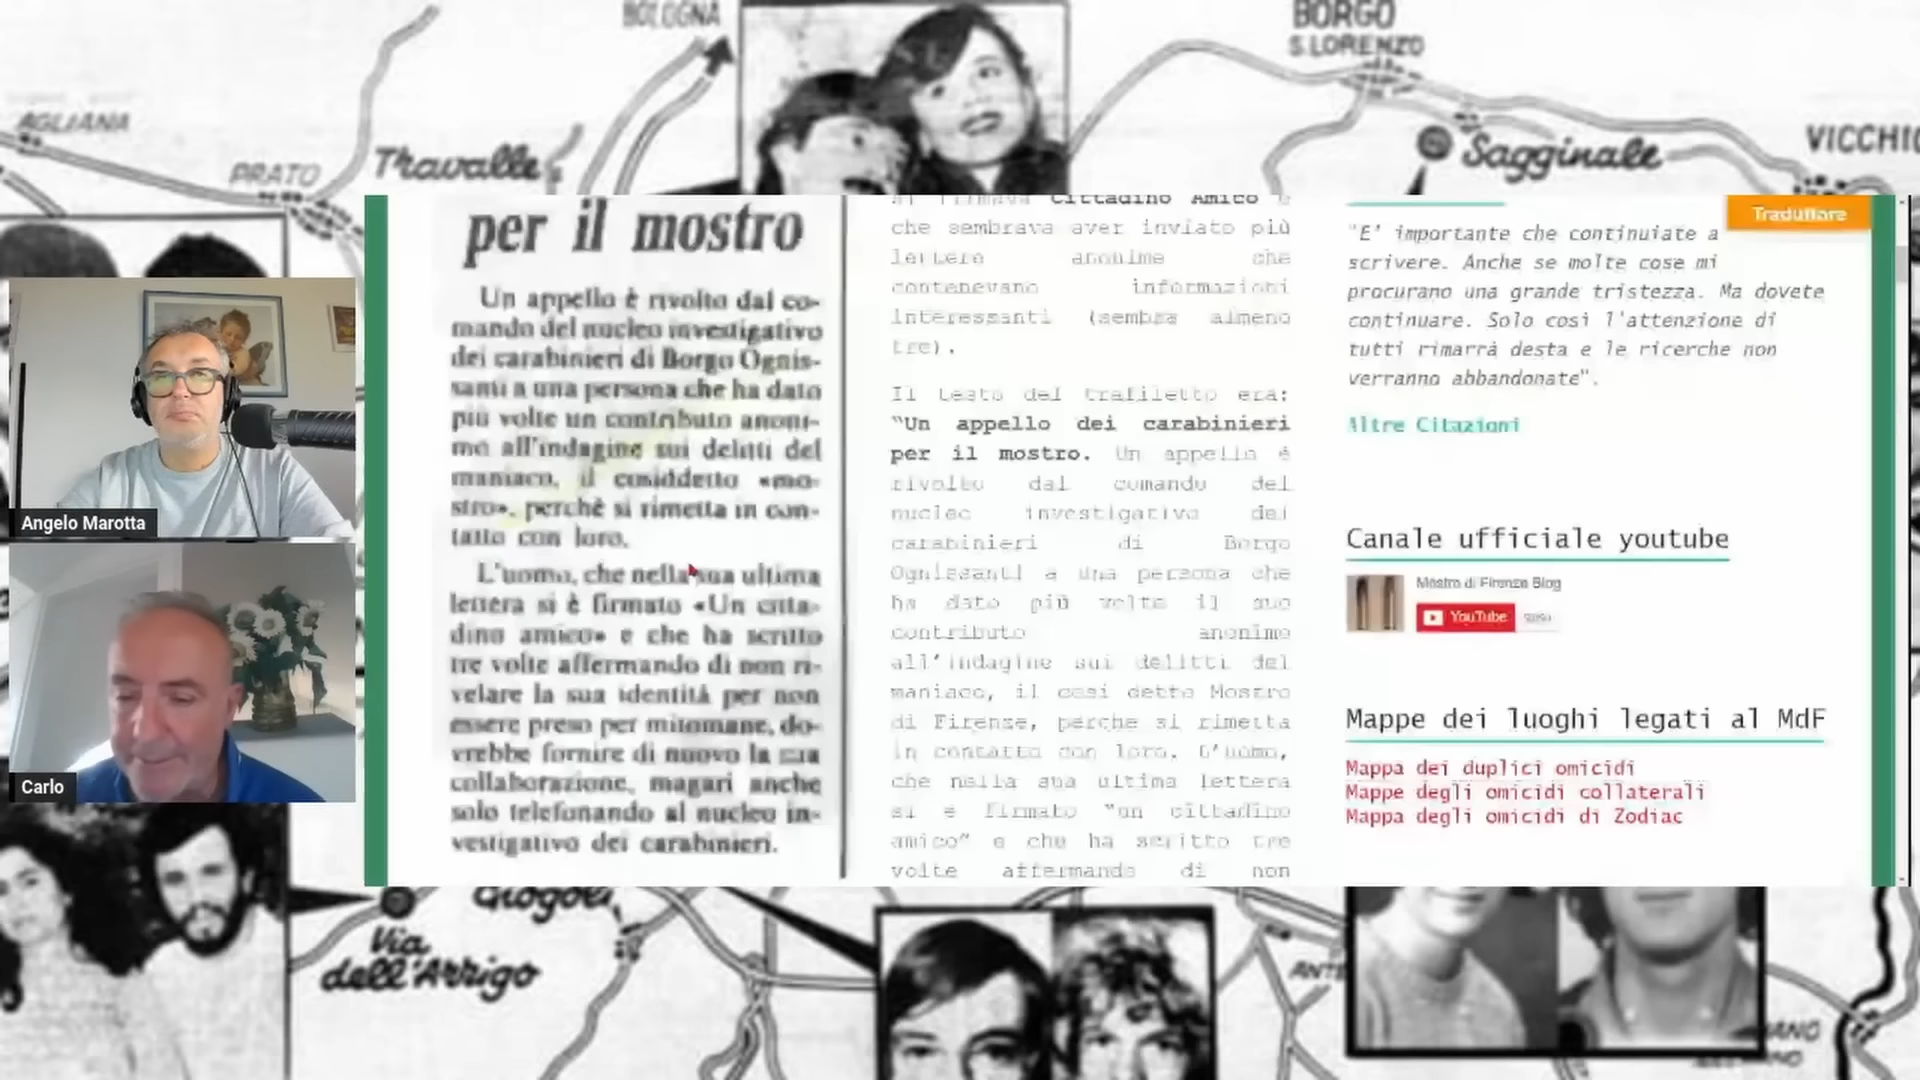 BOLOGNA
BORGO
S. LORENZO
AGLIANA
PRATO
Travalle
Sagginale
VICCHIO
per il mostro
Un appello è rivolto dal co-
mando del nucleo investigativo
dei carabinieri di Borgo Ognis-
santi a una persona che ha dato
più volte un contributo anoni-
mo all'indagine sui delitti del
maniaco, il cosiddetto «mo-
stro», perchè si rimetta in con-
tatto con loro.
L'uomo, che nella sua ultima
lettera si è firmato «Un citta-
dino amico» e che ha scritto
tre volte affermando di non ri-
velare la sua identità per non
essere preso per mitomane, do-
vrebbe fornire di nuovo la sua
collaborazione, magari anche
solo telefonando al nucleo in-
vestigativo dei carabinieri.
si firmava Cittadino Amico e
che sembrava aver inviato più
lettere anonime che
contenevano informazioni
interessanti (sembra almeno
tre).
Il testo del trafiletto era:
"Un appello dei carabinieri
per il mostro. Un appello è
rivolto dal comando del
nucleo investigativo dei
carabinieri di Borgo
Ognissanti a una persona che
ha dato più volte il suo
contributo anonimo
all'indagine sui delitti del
maniaco, il così detto Mostro
di Firenze, perché si rimetta
in contatto con loro. L'uomo,
che nella sua ultima lettera
si è firmato "un cittadino
amico" e che ha scritto tre
volte affermando di non
Traduttore
"E' importante che continuiate a
scrivere. Anche se molte cose mi
procurano una grande tristezza. Ma dovete
continuare. Solo così l'attenzione di
tutti rimarrà desta e le ricerche non
verranno abbandonate".
Altre Citazioni
Canale ufficiale youtube
Mostro di Firenze Blog
YouTube
Mappe dei luoghi legati al MdF
Mappa dei duplici omicidi
Mappe degli omicidi collaterali
Mappa degli omicidi di Zodiac
Angelo Marotta
Carlo
Giogoli
Via
dell'Arrigo